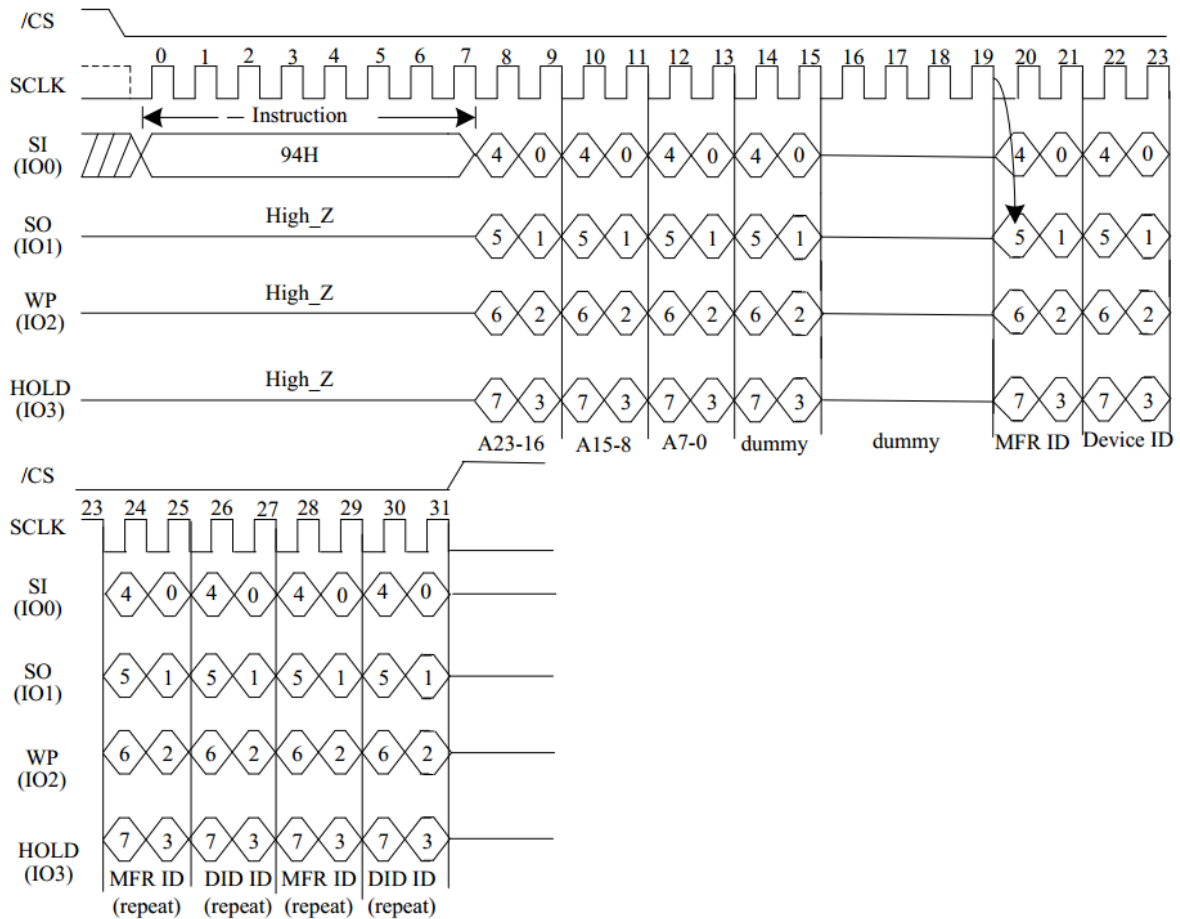 /CS
0 1 2 3 4 5 6 7 8 9 10 11 12 13 14 15 16 17 18 19 20 21 22 23
SCLK
Instruction
SI
(IO0)
94H
4 0 4 0 4 0 4 0 4 0 4 0
SO
(IO1)
High_Z
5 1 5 1 5 1 5 1 5 1 5 1
WP
(IO2)
High_Z
6 2 6 2 6 2 6 2 6 2 6 2
HOLD
(IO3)
High_Z
7 3 7 3 7 3 7 3 7 3 7 3
A23-16 A15-8 A7-0 dummy dummy MFR ID Device ID
/CS
23 24 25 26 27 28 29 30 31
SCLK
SI
(IO0)
4 0 4 0 4 0 4 0
SO
(IO1)
5 1 5 1 5 1 5 1
WP
(IO2)
6 2 6 2 6 2 6 2
HOLD
(IO3)
7 3 7 3 7 3 7 3
MFR ID DID ID MFR ID DID ID
(repeat) (repeat) (repeat) (repeat)